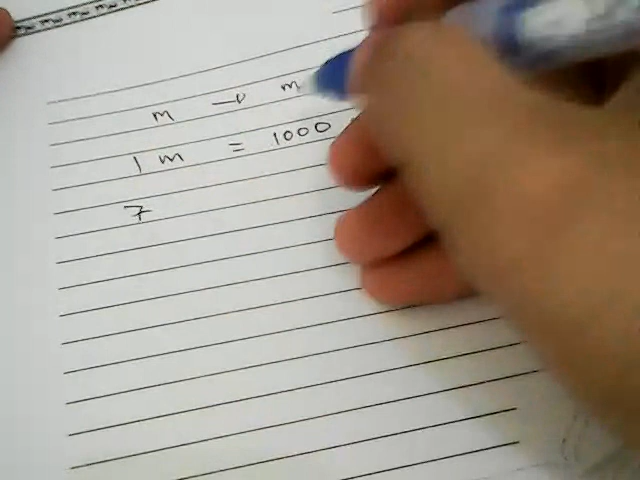 m → m
1 m = 1000
7